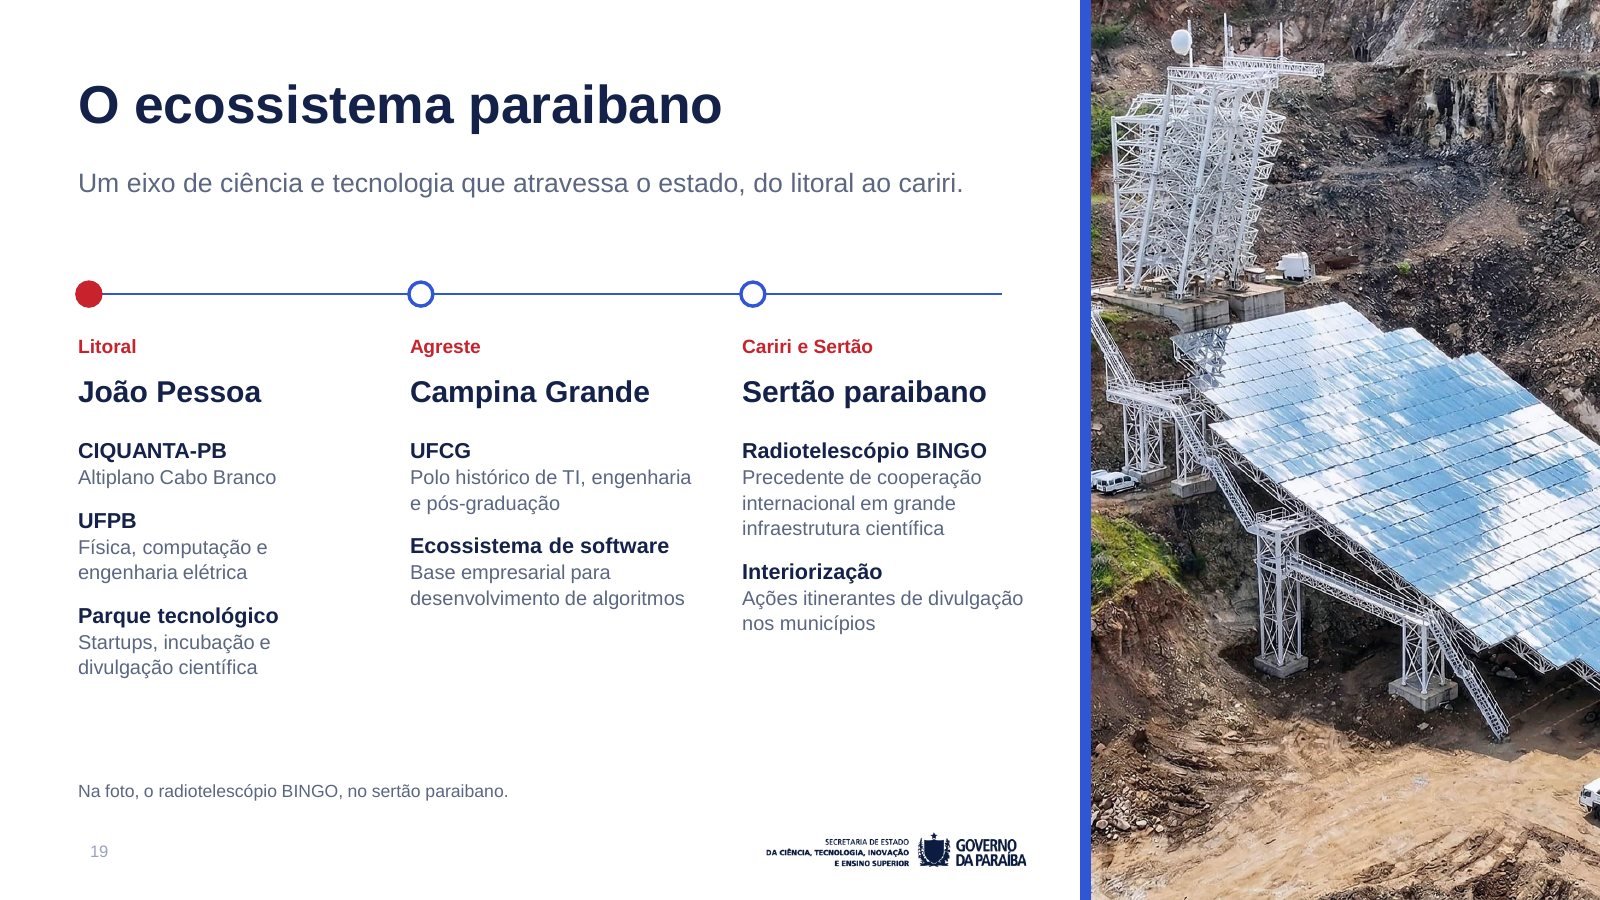 O ecossistema paraibano
Um eixo de ciência e tecnologia que atravessa o estado, do litoral ao cariri.
Litoral
João Pessoa
CIQUANTA-PB
Altiplano Cabo Branco
UFPB
Física, computação e
engenharia elétrica
Parque tecnológico
Startups, incubação e
divulgação científica
Agreste
Campina Grande
UFCG
Polo histórico de TI, engenharia
e pós-graduação
Ecossistema de software
Base empresarial para
desenvolvimento de algoritmos
Cariri e Sertão
Sertão paraibano
Radiotelescópio BINGO
Precedente de cooperação
internacional em grande
infraestrutura científica
Interiorização
Ações itinerantes de divulgação
nos municípios
Na foto, o radiotelescópio BINGO, no sertão paraibano.
19
SECRETARIA DE ESTADO
DA CIÊNCIA, TECNOLOGIA, INOVAÇÃO
E ENSINO SUPERIOR
GOVERNO
DA PARAÍBA